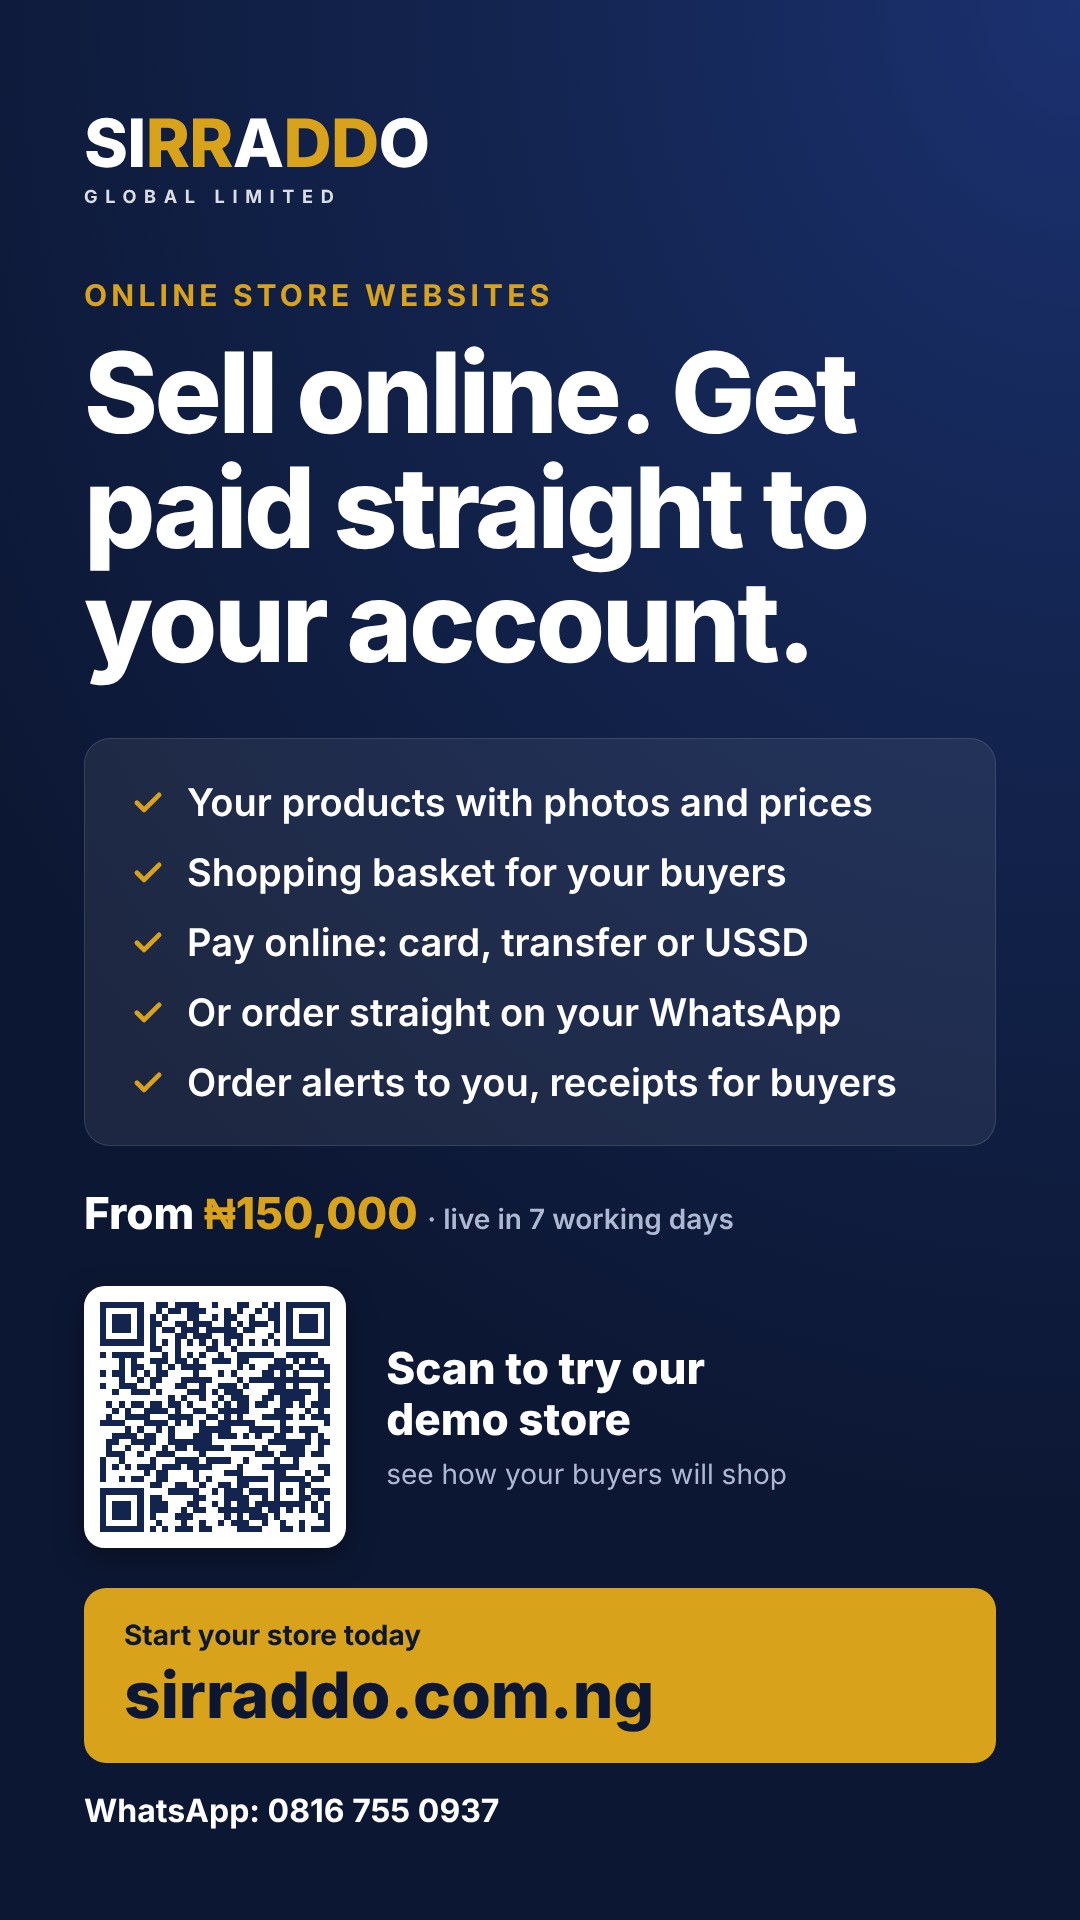 SIRRADDO
GLOBAL LIMITED
ONLINE STORE WEBSITES
Sell online. Get
paid straight to
your account.
Your products with photos and prices
Shopping basket for your buyers
Pay online: card, transfer or USSD
Or order straight on your WhatsApp
Order alerts to you, receipts for buyers
From ₦150,000 · live in 7 working days
Scan to try our
demo store
see how your buyers will shop
Start your store today
sirraddo.com.ng
WhatsApp: 0816 755 0937